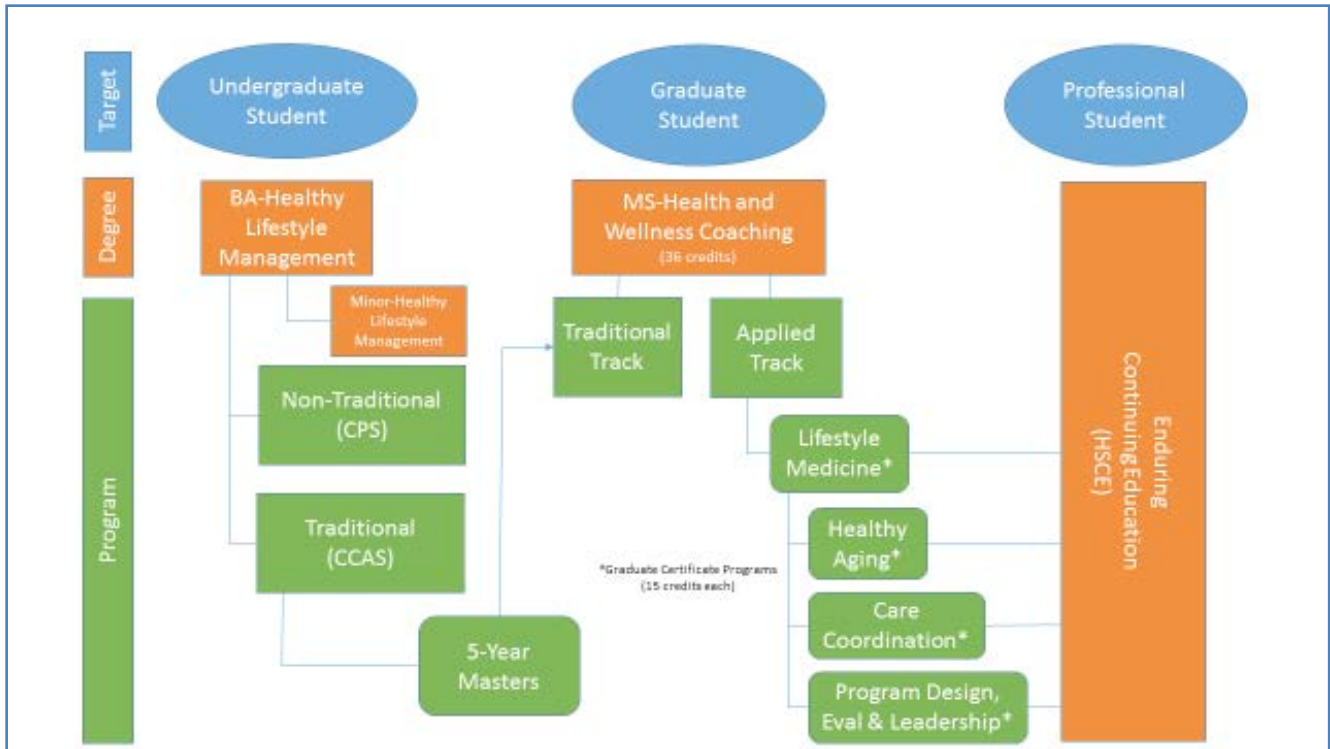 Target
Undergraduate
Student
Graduate
Student
Professional
Student
Degree
BA-Healthy
Lifestyle
Management
MS-Health and
Wellness Coaching
(36 credits)
Minor-Healthy
Lifestyle
Management
Program
Traditional
Track
Applied
Track
Non-Traditional
(CPS)
Traditional
(CCAS)
5-Year
Masters
Lifestyle
Medicine*
Healthy
Aging*
*Graduate Certificate Programs
(15 credits each)
Care
Coordination*
Program Design,
Eval & Leadership*
Enduring
Continuing Education
(HSCE)